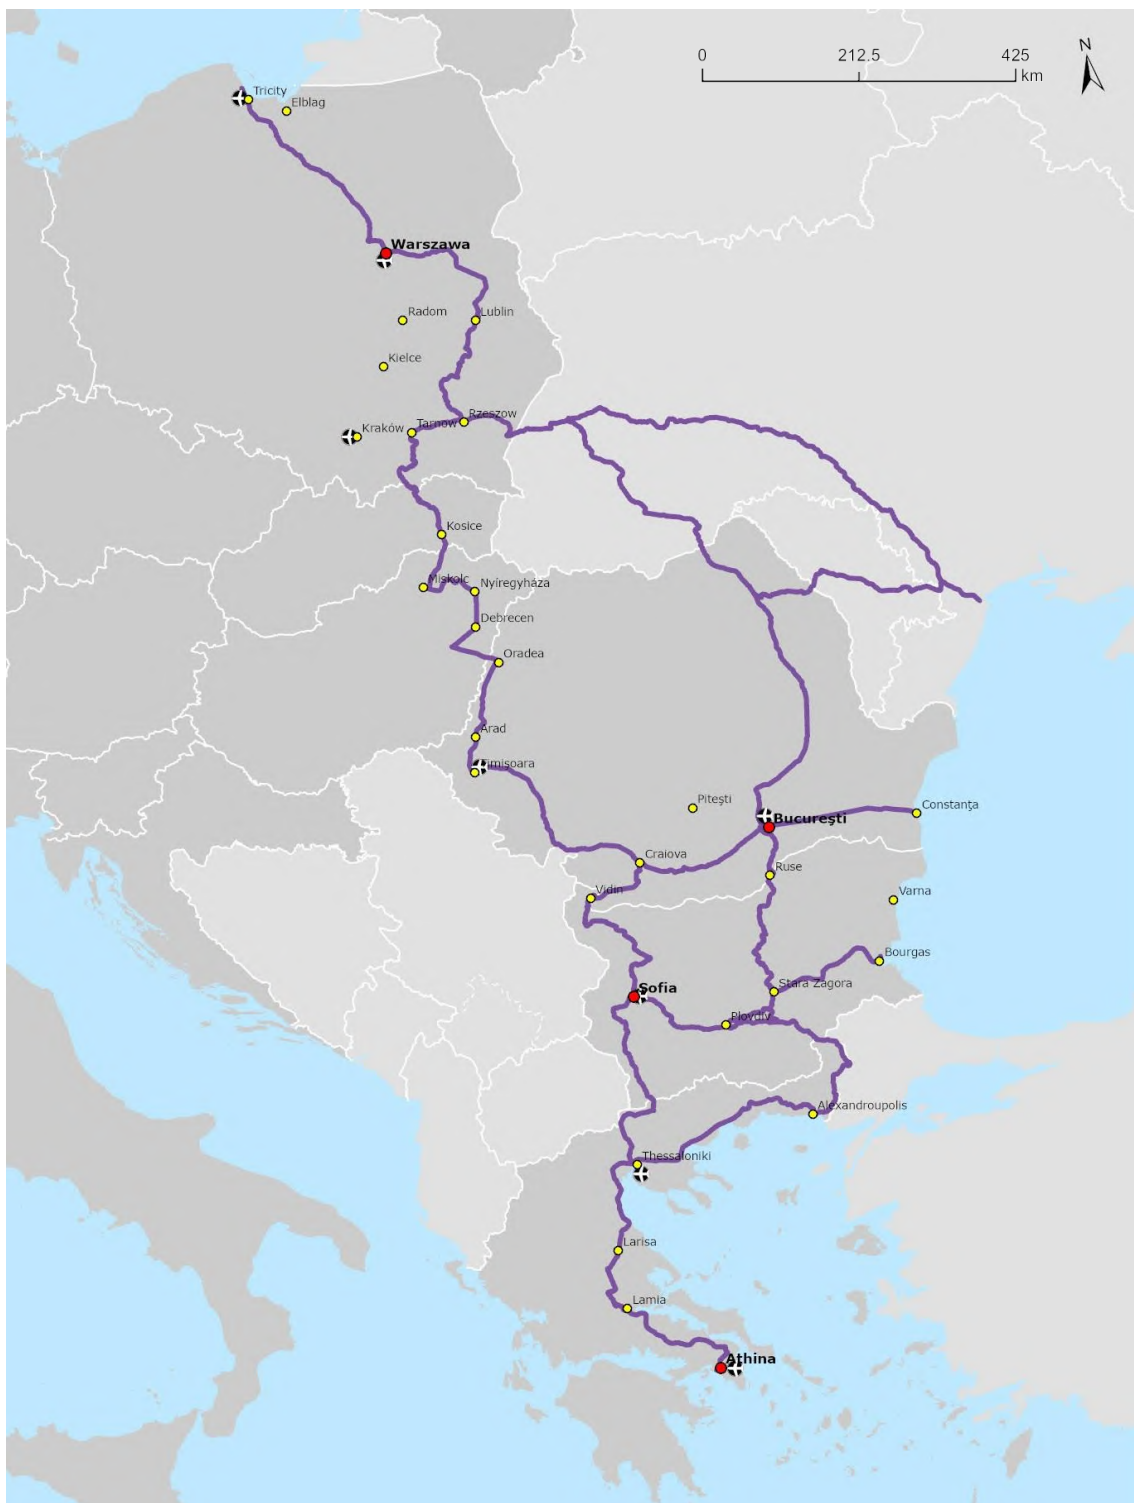 N
0 212.5 425
km
Tricity
Elbląg
Warszawa
Radom
Lublin
Kielce
Rzeszow
Kraków
Tarnow
Kosice
Miskolc
Nyíregyháza
Debrecen
Oradea
Arad
Timisoara
Piteşti
Constanţa
Bucureşti
Craiova
Ruse
Vidin
Varna
Bourgas
Sofia
Stara Zagora
Plovdiv
Alexandroupolis
Thessaloniki
Larisa
Lamia
Athina